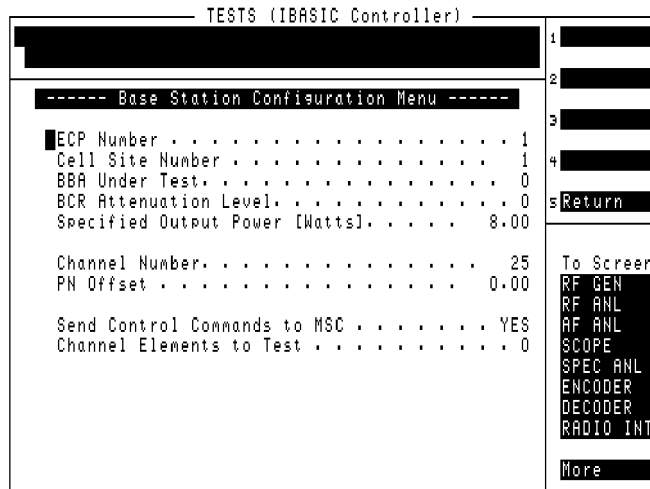 TESTS (IBASIC Controller)
------ Base Station Configuration Menu ------
ECP Number . . . . . . . . . . . . . . . . . 1
Cell Site Number . . . . . . . . . . . . . . 1
BBA Under Test. . . . . . . . . . . . . . . 0
BCR Attenuation Level. . . . . . . . . . . . 0
Specified Output Power [Watts]. . . . . 8.00
Channel Number. . . . . . . . . . . . . . 25
PN Offset . . . . . . . . . . . . . . 0.00
Send Control Commands to MSC . . . . . . . YES
Channel Elements to Test . . . . . . . . . . 0
1
2
3
4
5 Return
To Screen
RF GEN
RF ANL
AF ANL
SCOPE
SPEC ANL
ENCODER
DECODER
RADIO INT
More